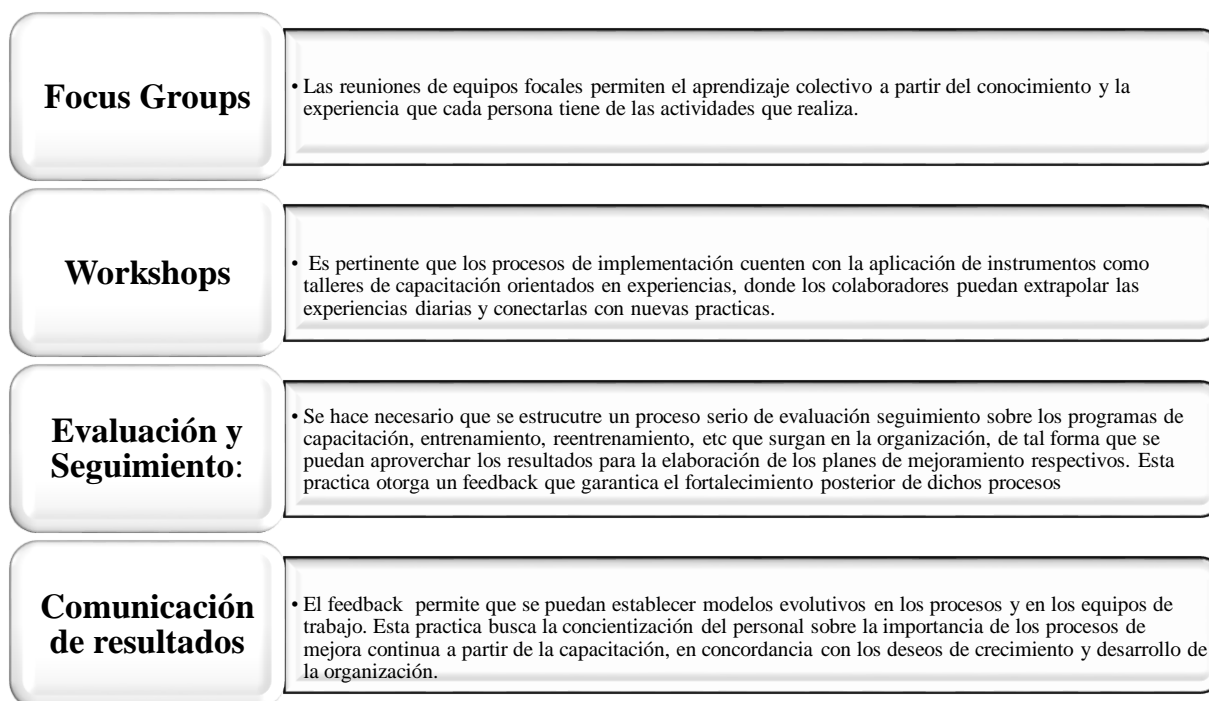 Focus Groups
• Las reuniones de equipos focales permiten el aprendizaje colectivo a partir del conocimiento y la
experiencia que cada persona tiene de las actividades que realiza.
Workshops
• Es pertinente que los procesos de implementación cuenten con la aplicación de instrumentos como
talleres de capacitación orientados en experiencias, donde los colaboradores puedan extrapolar las
experiencias diarias y conectarlas con nuevas practicas.
Evaluación y
Seguimiento:
• Se hace necesario que se estrucutre un proceso serio de evaluación seguimiento sobre los programas de
capacitación, entrenamiento, reentrenamiento, etc que surgan en la organización, de tal forma que se
puedan aproverchar los resultados para la elaboración de los planes de mejoramiento respectivos. Esta
practica otorga un feedback que garantica el fortalecimiento posterior de dichos procesos
Comunicación
de resultados
• El feedback permite que se puedan establecer modelos evolutivos en los procesos y en los equipos de
trabajo. Esta practica busca la concientización del personal sobre la importancia de los procesos de
mejora continua a partir de la capacitación, en concordancia con los deseos de crecimiento y desarrollo de
la organización.